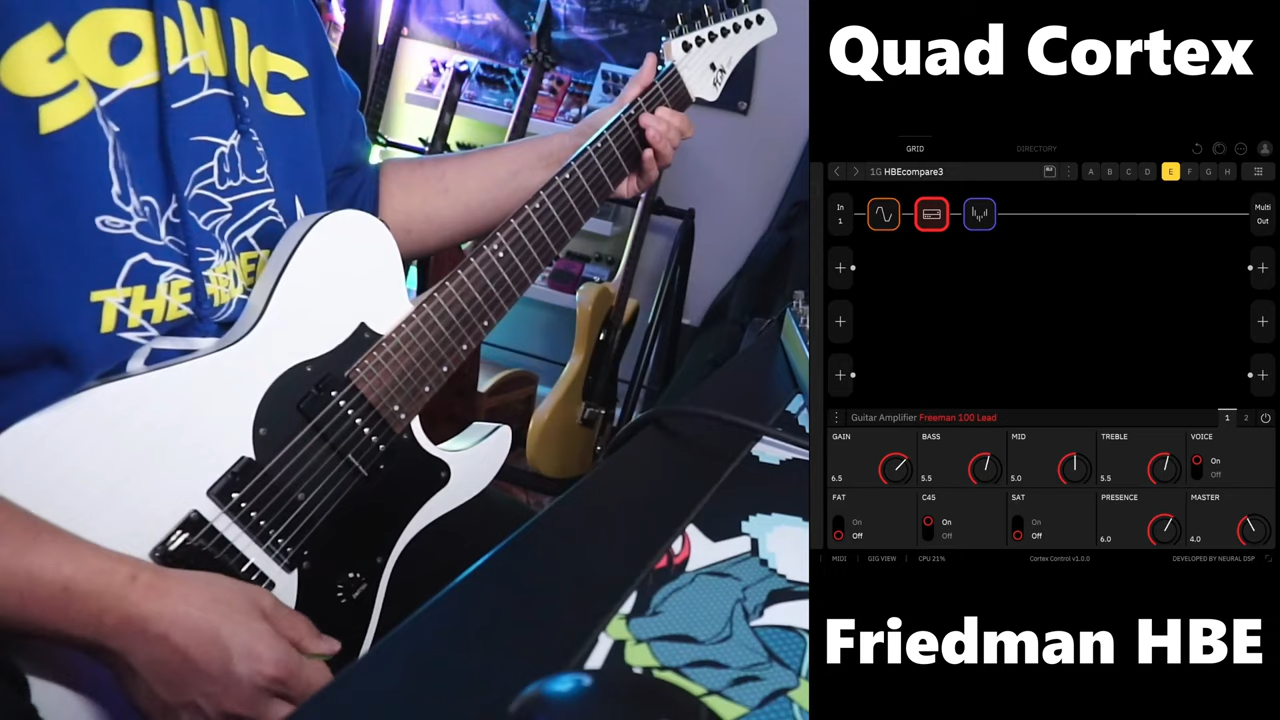 SONIC
THE
FGN
Quad Cortex
GRID
DIRECTORY
1G HBEcompare3
A B C D E F G H
In
1
Multi
Out
Guitar Amplifier Freeman 100 Lead
1 2
GAIN
BASS
MID
TREBLE
VOICE
On
Off
6.5
5.5
5.0
5.5
FAT
C45
SAT
PRESENCE
MASTER
On
Off
On
Off
On
Off
6.0
4.0
MIDI
GIG VIEW
CPU 21%
Cortex Control v1.0.0
DEVELOPED BY NEURAL DSP
Friedman HBE